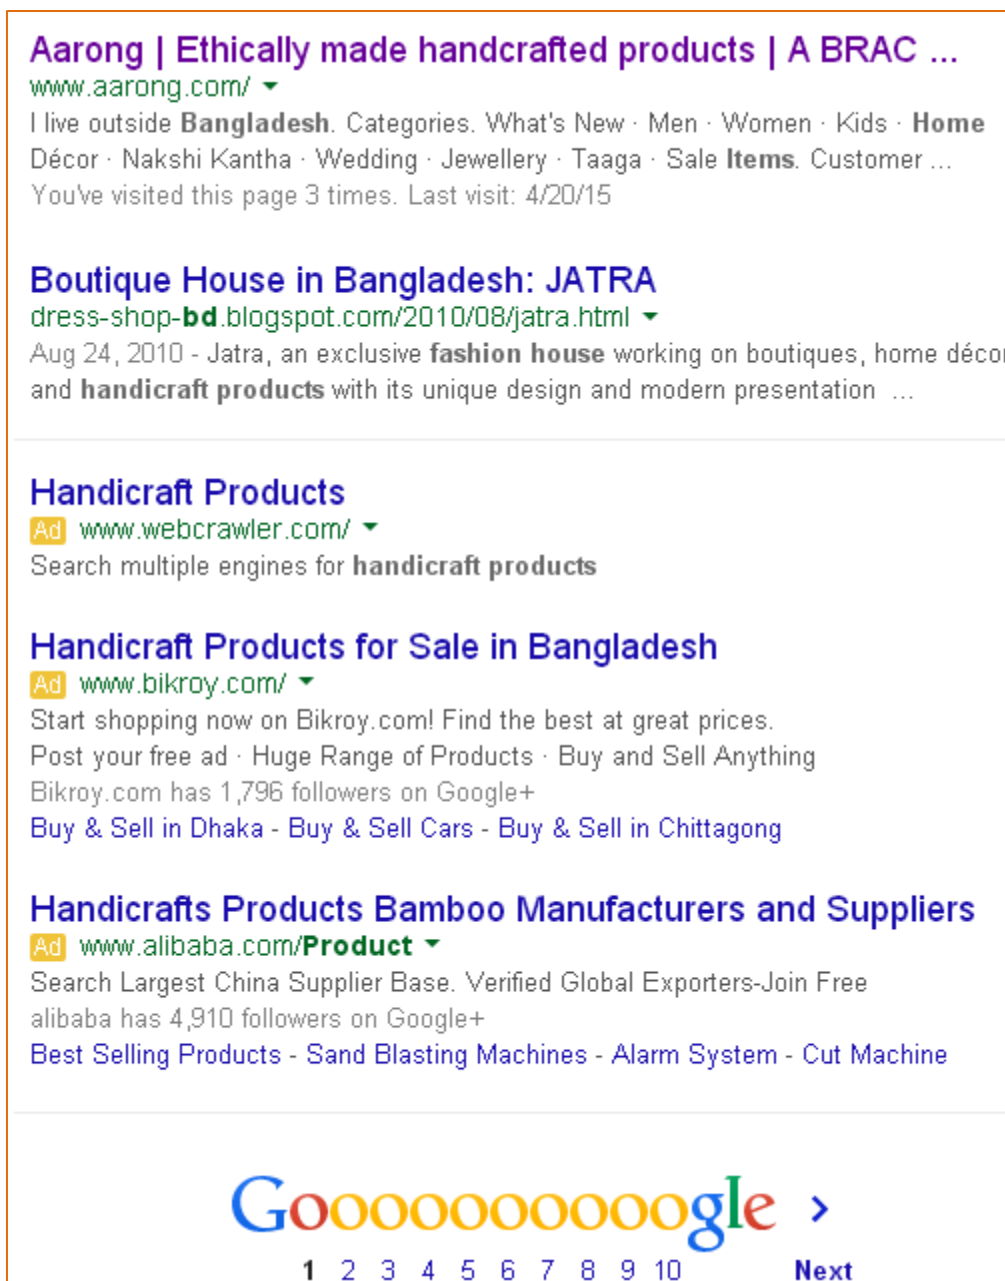 Aarong | Ethically made handcrafted products | A BRAC ...
www.aarong.com/
I live outside Bangladesh. Categories. What's New · Men · Women · Kids · Home
Décor · Nakshi Kantha · Wedding · Jewellery · Taaga · Sale Items. Customer ...
You've visited this page 3 times. Last visit: 4/20/15
Boutique House in Bangladesh: JATRA
dress-shop-bd.blogspot.com/2010/08/jatra.html
Aug 24, 2010 - Jatra, an exclusive fashion house working on boutiques, home décor
and handicraft products with its unique design and modern presentation ...
Handicraft Products
Ad www.webcrawler.com/
Search multiple engines for handicraft products
Handicraft Products for Sale in Bangladesh
Ad www.bikroy.com/
Start shopping now on Bikroy.com! Find the best at great prices.
Post your free ad · Huge Range of Products · Buy and Sell Anything
Bikroy.com has 1,796 followers on Google+
Buy & Sell in Dhaka - Buy & Sell Cars - Buy & Sell in Chittagong
Handicrafts Products Bamboo Manufacturers and Suppliers
Ad www.alibaba.com/Product
Search Largest China Supplier Base. Verified Global Exporters-Join Free
alibaba has 4,910 followers on Google+
Best Selling Products - Sand Blasting Machines - Alarm System - Cut Machine
Goooooooooogle >
1 2 3 4 5 6 7 8 9 10 Next